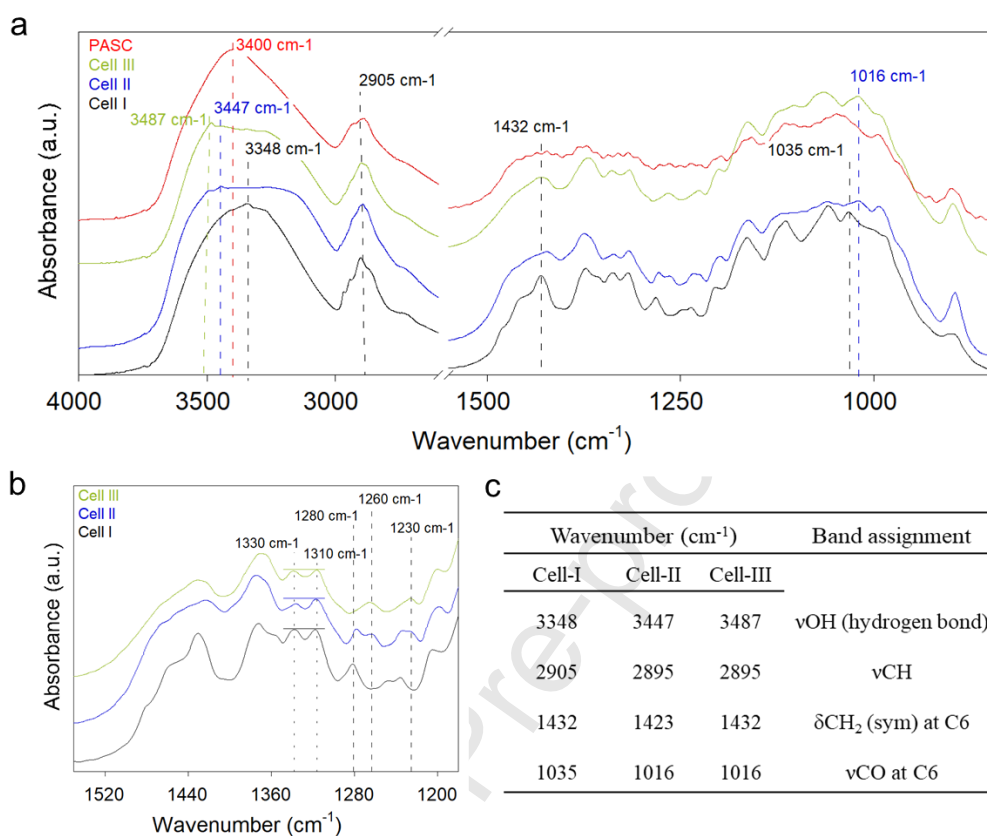 a
PASC
Cell III
Cell II
Cell I
3400 cm-1
3487 cm-1
3447 cm-1
3348 cm-1
2905 cm-1
1432 cm-1
1035 cm-1
1016 cm-1
Absorbance (a.u.)
4000 3500 3000 1500 1250 1000
Wavenumber (cm⁻¹)
b
Cell III
Cell II
Cell I
1330 cm-1
1310 cm-1
1280 cm-1
1260 cm-1
1230 cm-1
Absorbance (a.u.)
1520 1440 1360 1280 1200
Wavenumber (cm⁻¹)
c
Wavenumber (cm⁻¹) Band assignment
Cell-I Cell-II Cell-III
3348 3447 3487 νOH (hydrogen bond)
2905 2895 2895 νCH
1432 1423 1432 δCH₂ (sym) at C6
1035 1016 1016 νCO at C6
Pre-pro